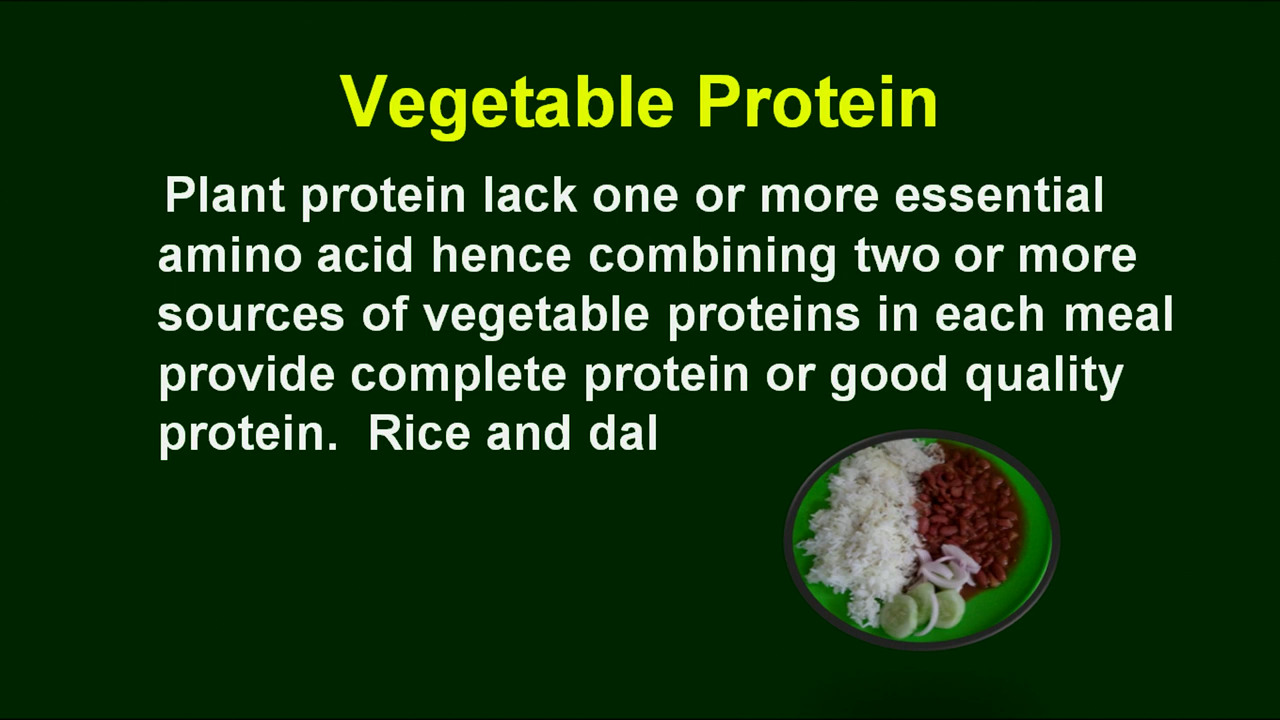 Vegetable Protein
Plant protein lack one or more essential
amino acid hence combining two or more
sources of vegetable proteins in each meal
provide complete protein or good quality
protein.  Rice and dal